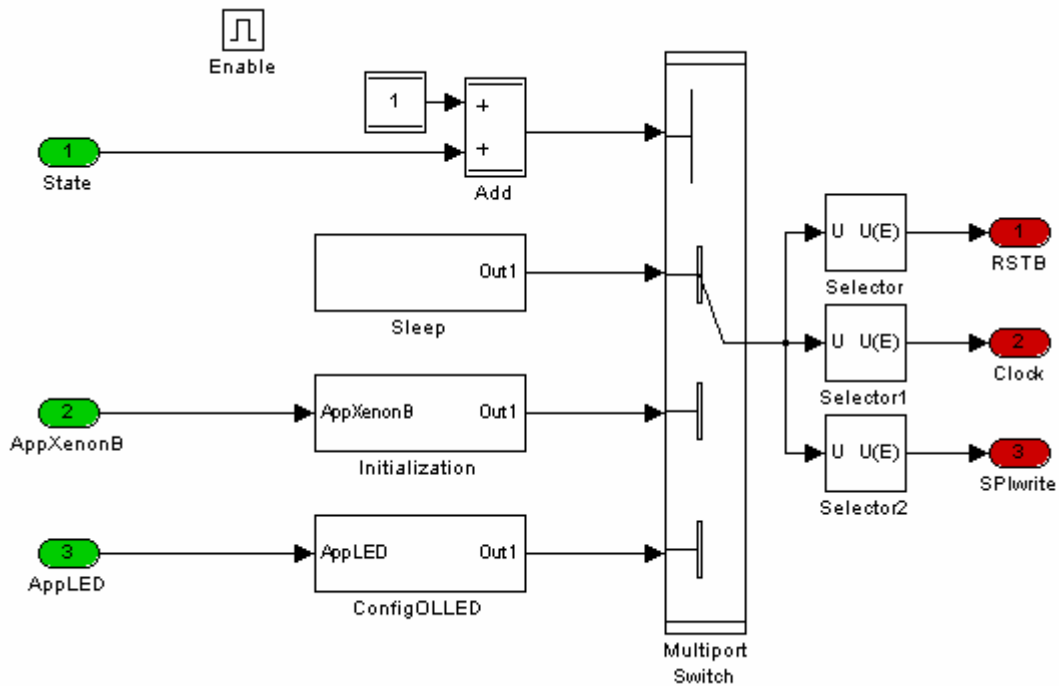 Enable
1
+
+
Add
1
State
Out1
Sleep
2
AppXenonB
AppXenonB Out1
Initialization
3
AppLED
AppLED Out1
ConfigOLLED
Multiport
Switch
U U(E)
Selector
1
RSTB
U U(E)
Selector1
2
Clock
U U(E)
Selector2
3
SPIwrite